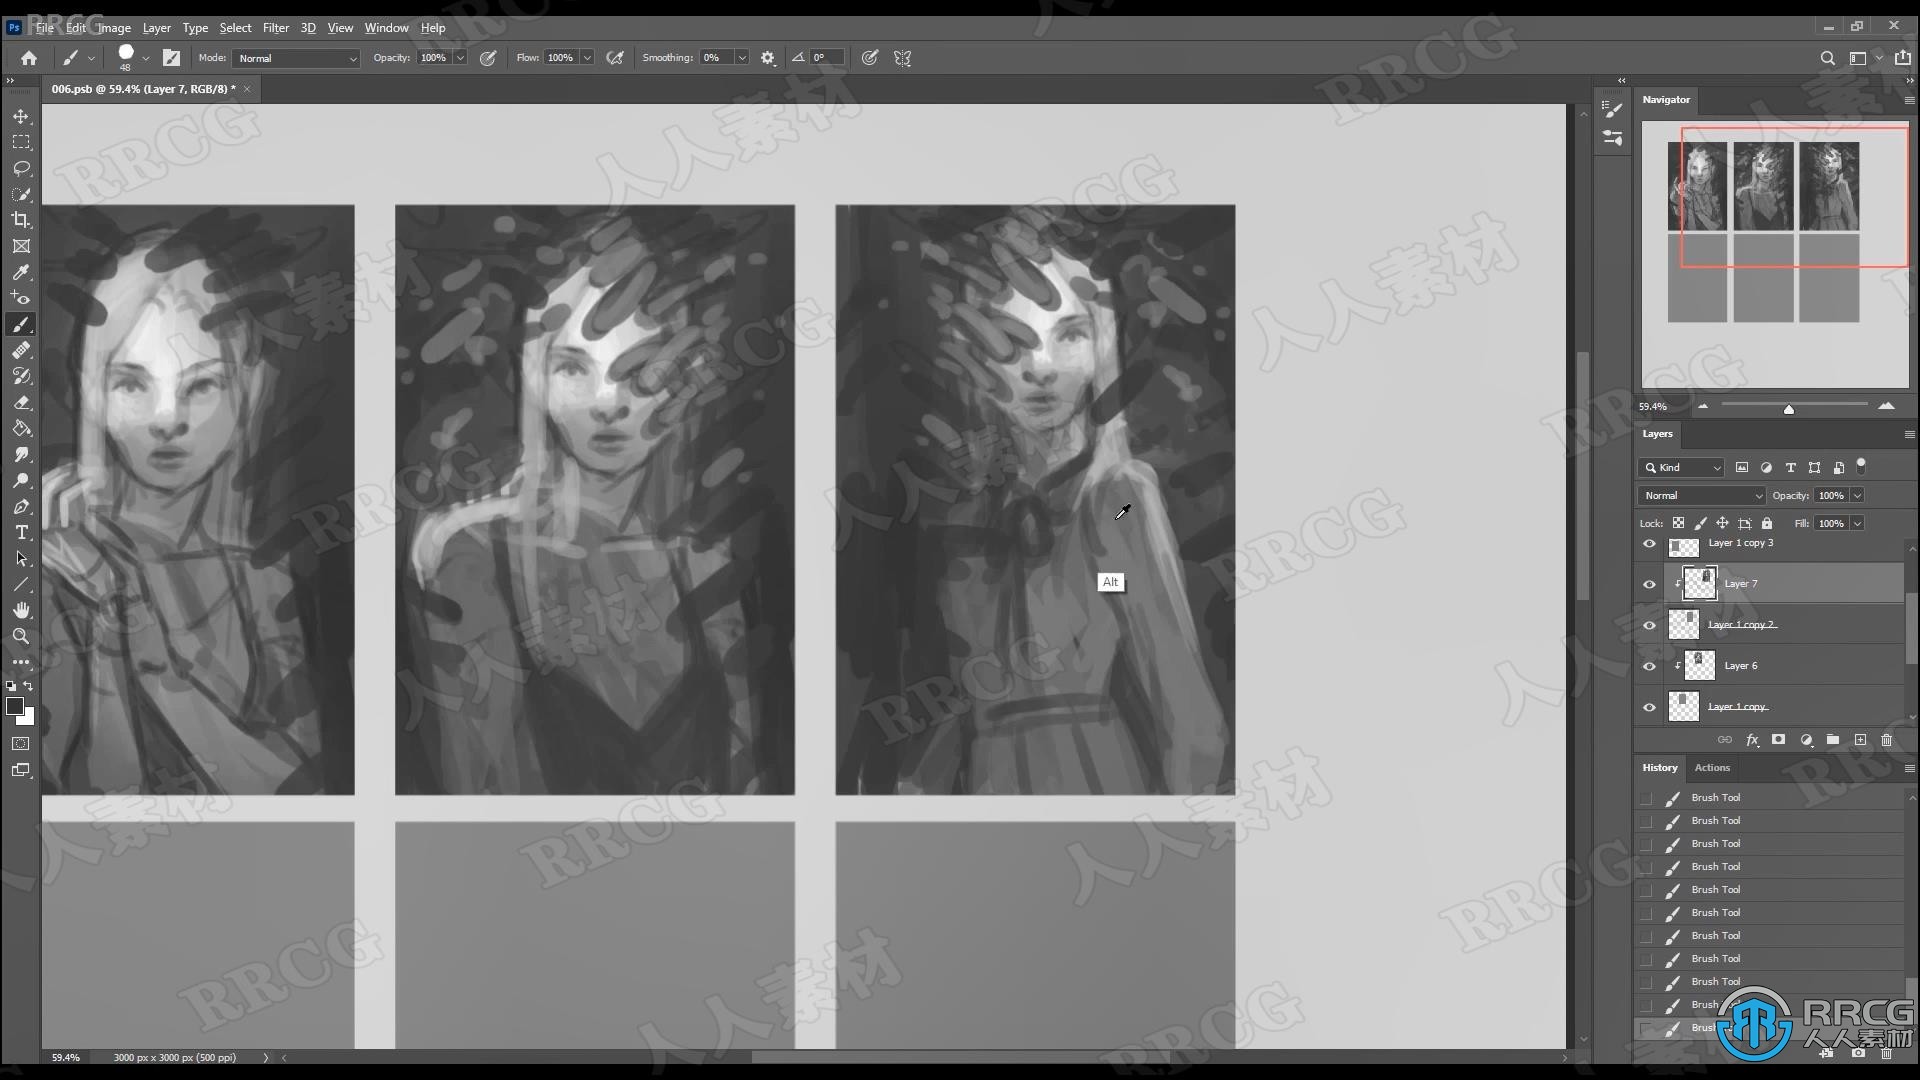 File Edit Image Layer Type Select Filter 3D View Window Help
48 Mode: Normal Opacity: 100% Flow: 100% Smoothing: 0% 0°
006.psb @ 59.4% (Layer 7, RGB/8) *
Navigator
59.4%
Layers
Kind
Normal Opacity: 100%
Lock: Fill: 100%
Layer 1 copy 3
Layer 7
Layer 1 copy 2
Layer 6
Layer 1 copy
Alt
History Actions
Brush Tool
Brush Tool
Brush Tool
Brush Tool
Brush Tool
Brush Tool
Brush Tool
Brush Tool
Brush Tool
Brush Tool
Brush
59.4% 3000 px x 3000 px (500 ppi)
RRCG
人人素材